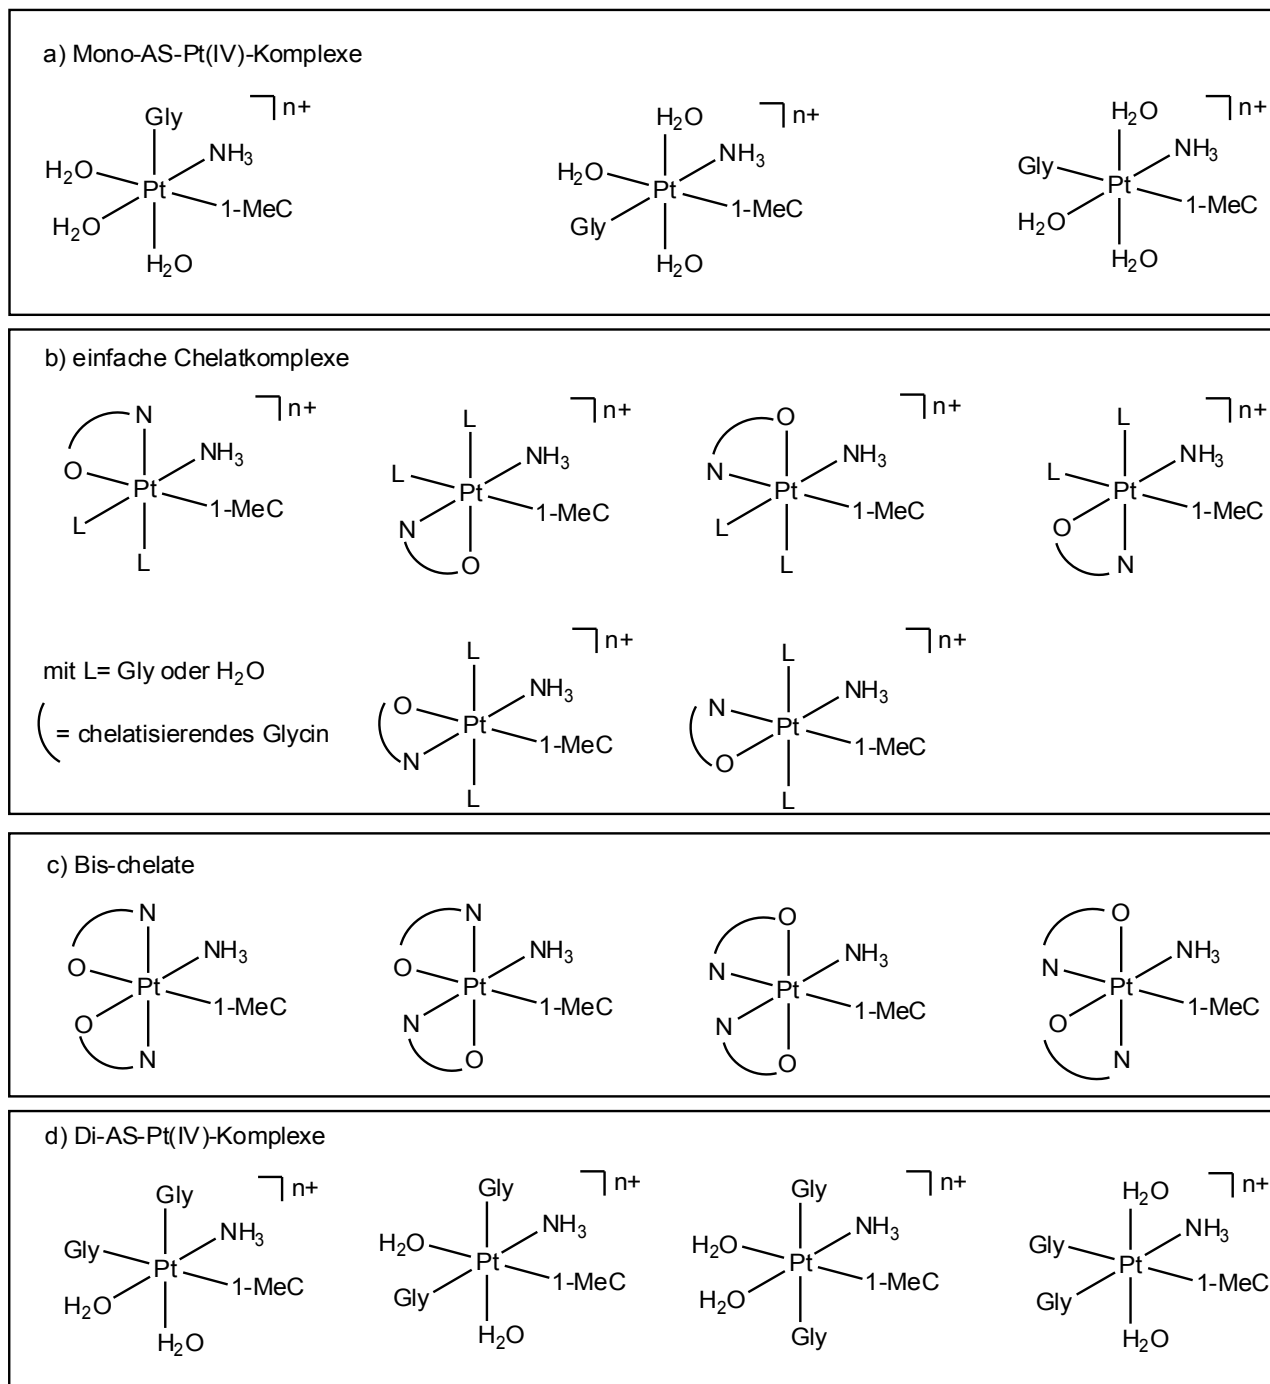 a) Mono-AS-Pt(IV)-Komplexe
Gly
n+
H2O
NH3
Pt
1-MeC
H2O
H2O
H2O
n+
H2O
NH3
Pt
1-MeC
Gly
H2O
H2O
n+
Gly
NH3
Pt
1-MeC
H2O
H2O
b) einfache Chelatkomplexe
N
n+
O
NH3
Pt
1-MeC
L
L
L
n+
L
NH3
Pt
1-MeC
N
O
O
n+
N
NH3
Pt
1-MeC
L
L
L
n+
L
NH3
Pt
1-MeC
O
N
mit L= Gly oder H2O
= chelatisierendes Glycin
L
n+
O
NH3
Pt
1-MeC
N
L
L
n+
N
NH3
Pt
1-MeC
O
L
c) Bis-chelate
N
O
NH3
Pt
1-MeC
O
N
N
O
NH3
Pt
1-MeC
N
O
O
N
NH3
Pt
1-MeC
N
O
O
N
NH3
Pt
1-MeC
O
N
d) Di-AS-Pt(IV)-Komplexe
Gly
n+
Gly
NH3
Pt
1-MeC
H2O
H2O
Gly
n+
H2O
NH3
Pt
1-MeC
Gly
H2O
Gly
n+
H2O
NH3
Pt
1-MeC
H2O
Gly
H2O
n+
Gly
NH3
Pt
1-MeC
Gly
H2O